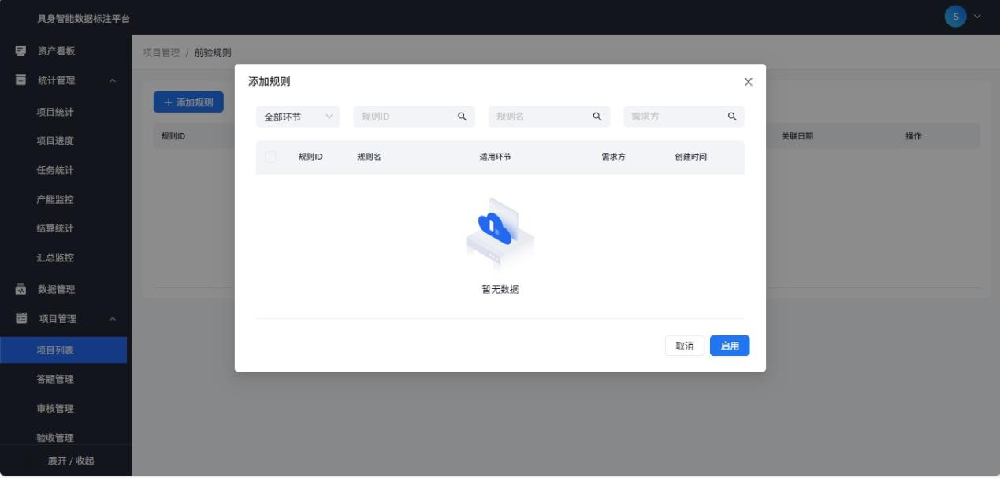 具身智能数据标注平台
S
资产看板
项目管理 / 前验规则
统计管理
添加规则
+ 添加规则
全部环节
规则ID
规则名
需求方
项目统计
规则ID
关联日期
操作
项目进度
规则ID
规则名
适用环节
需求方
创建时间
任务统计
产能监控
结算统计
汇总监控
暂无数据
数据管理
项目管理
取消
启用
项目列表
答题管理
审核管理
验收管理
展开 / 收起